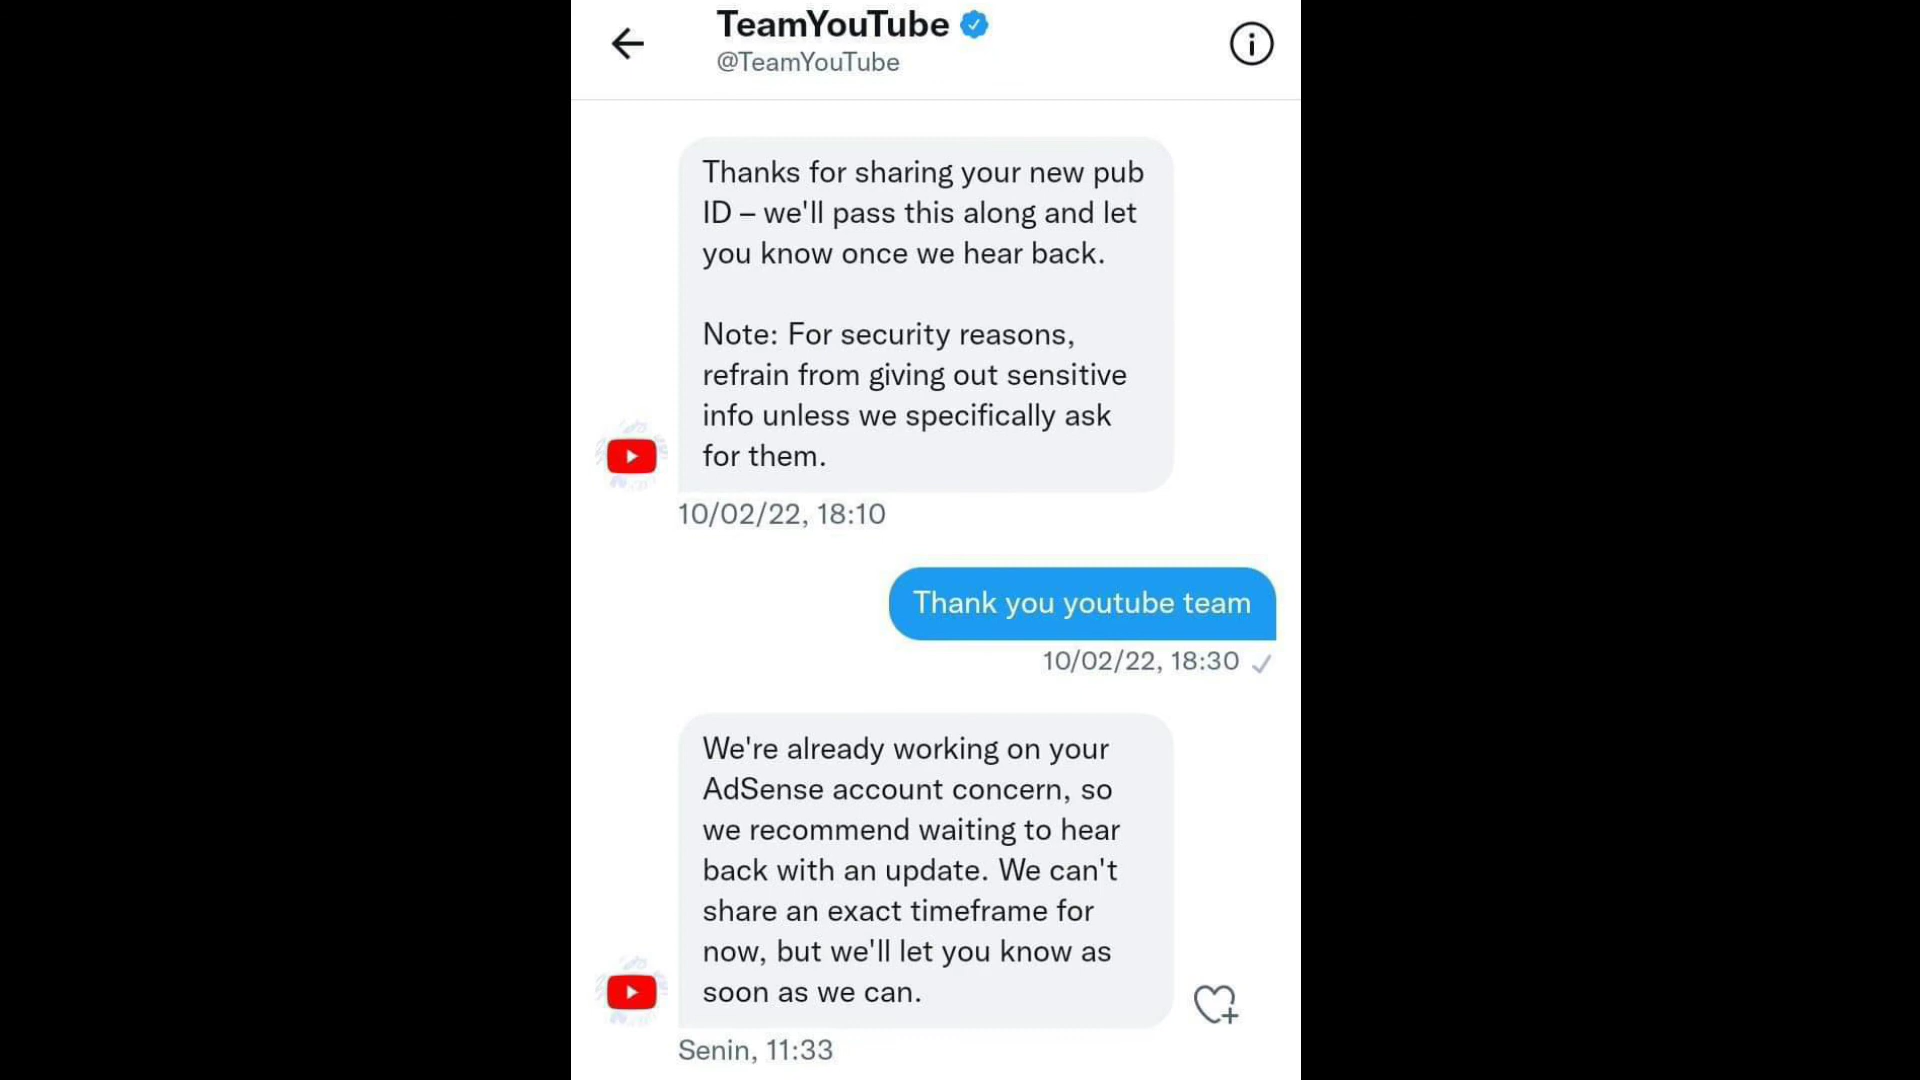 TeamYouTube
@TeamYouTube
Thanks for sharing your new pub
ID – we'll pass this along and let
you know once we hear back.
Note: For security reasons,
refrain from giving out sensitive
info unless we specifically ask
for them.
10/02/22, 18:10
Thank you youtube team
10/02/22, 18:30
We're already working on your
AdSense account concern, so
we recommend waiting to hear
back with an update. We can't
share an exact timeframe for
now, but we'll let you know as
soon as we can.
Senin, 11:33